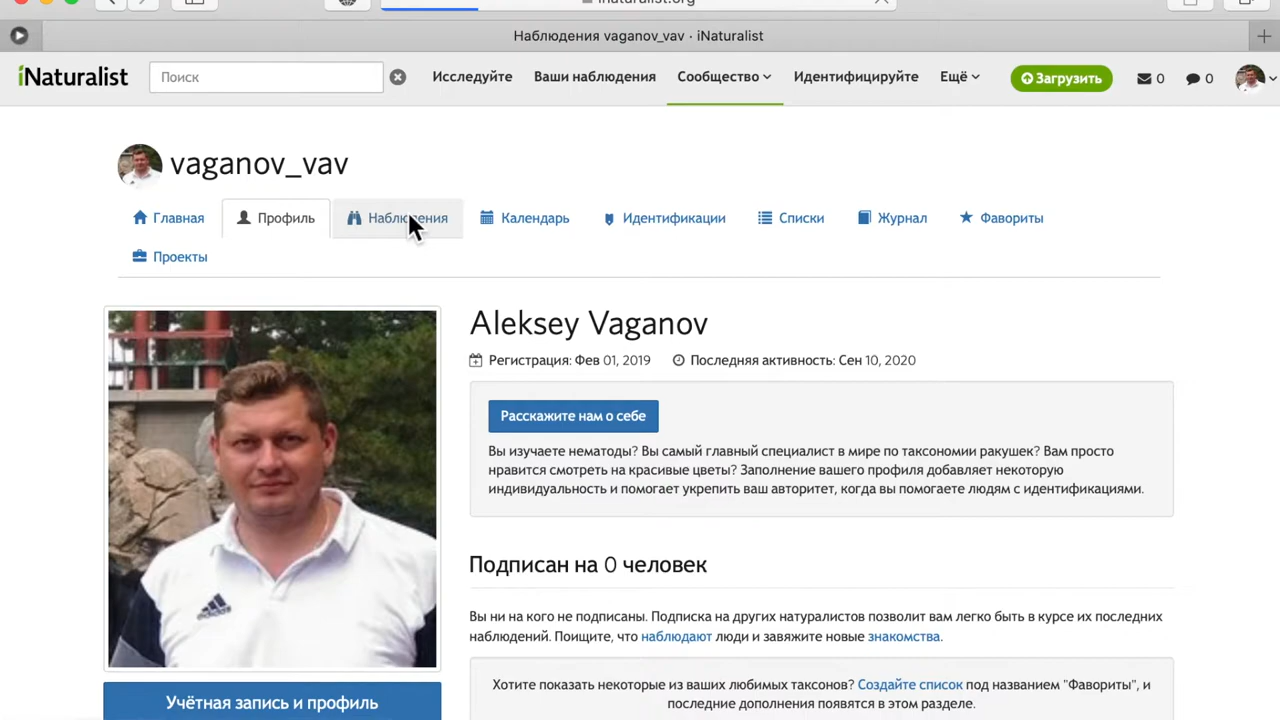 inaturalist.org
Наблюдения vaganov_vav · iNaturalist
iNaturalist Поиск Исследуйте Ваши наблюдения Сообщество Идентифицируйте Ещё Загрузить 0 0
vaganov_vav
Главная Профиль Наблюдения Календарь Идентификации Списки Журнал Фавориты
Проекты
Aleksey Vaganov
Регистрация: Фев 01, 2019 Последняя активность: Сен 10, 2020
Расскажите нам о себе
Вы изучаете нематоды? Вы самый главный специалист в мире по таксономии ракушек? Вам просто
нравится смотреть на красивые цветы? Заполнение вашего профиля добавляет некоторую
индивидуальность и помогает укрепить ваш авторитет, когда вы помогаете людям с идентификациями.
Подписан на 0 человек
Вы ни на кого не подписаны. Подписка на других натуралистов позволит вам легко быть в курсе их последних
наблюдений. Поищите, что наблюдают люди и завяжите новые знакомства.
Хотите показать некоторые из ваших любимых таксонов? Создайте список под названием "Фавориты", и
последние дополнения появятся в этом разделе.
Учётная запись и профиль